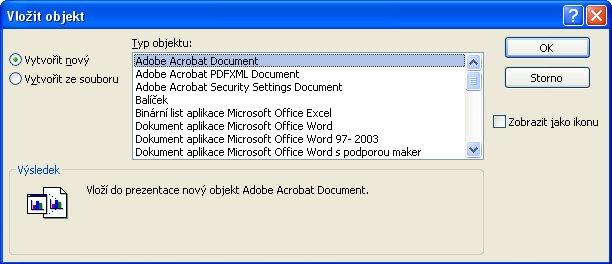 Vložit objekt
Vytvořit nový
Vytvořit ze souboru
Typ objektu:
Adobe Acrobat Document
Adobe Acrobat PDFXML Document
Adobe Acrobat Security Settings Document
Balíček
Binární list aplikace Microsoft Office Excel
Dokument aplikace Microsoft Office Word
Dokument aplikace Microsoft Office Word 97- 2003
Dokument aplikace Microsoft Office Word s podporou maker
OK
Storno
Zobrazit jako ikonu
Výsledek
Vloží do prezentace nový objekt Adobe Acrobat Document.